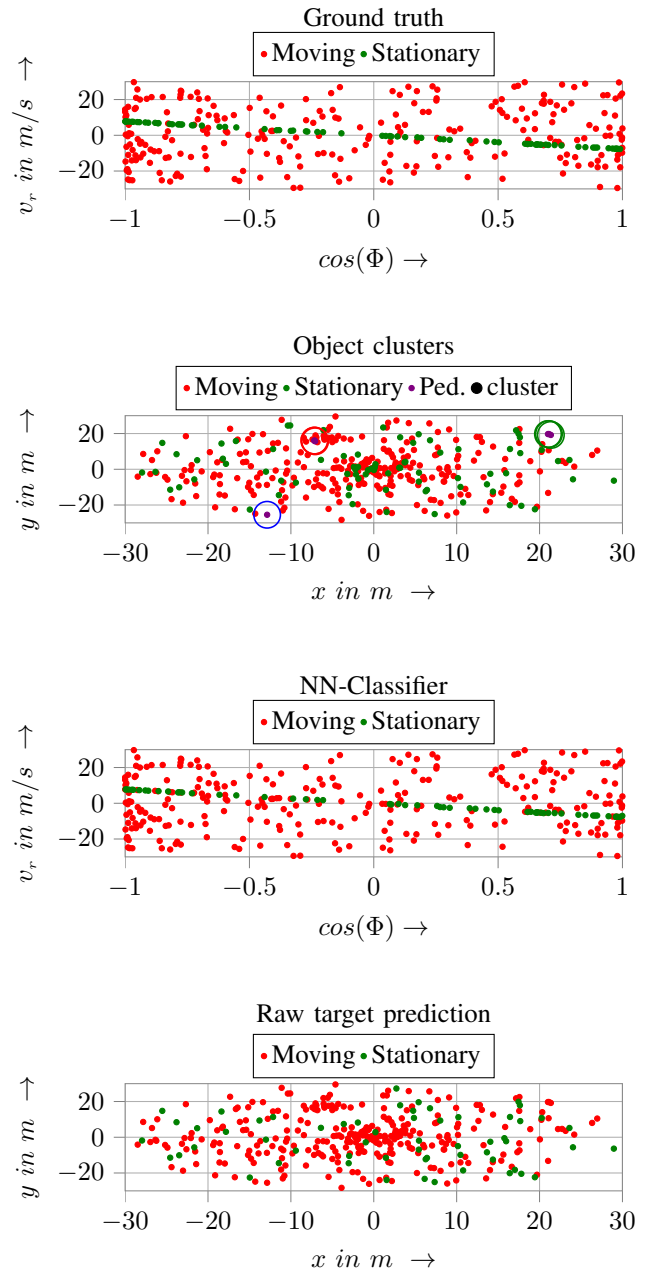 Ground truth
Moving Stationary
v_r in m/s →
20
0
−20
−1 −0.5 0 0.5 1
cos(Φ) →
Object clusters
Moving Stationary Ped. cluster
y in m →
20
0
−20
−30 −20 −10 0 10 20 30
x in m →
NN-Classifier
Moving Stationary
v_r in m/s →
20
0
−20
−1 −0.5 0 0.5 1
cos(Φ) →
Raw target prediction
Moving Stationary
y in m →
20
0
−20
−30 −20 −10 0 10 20 30
x in m →